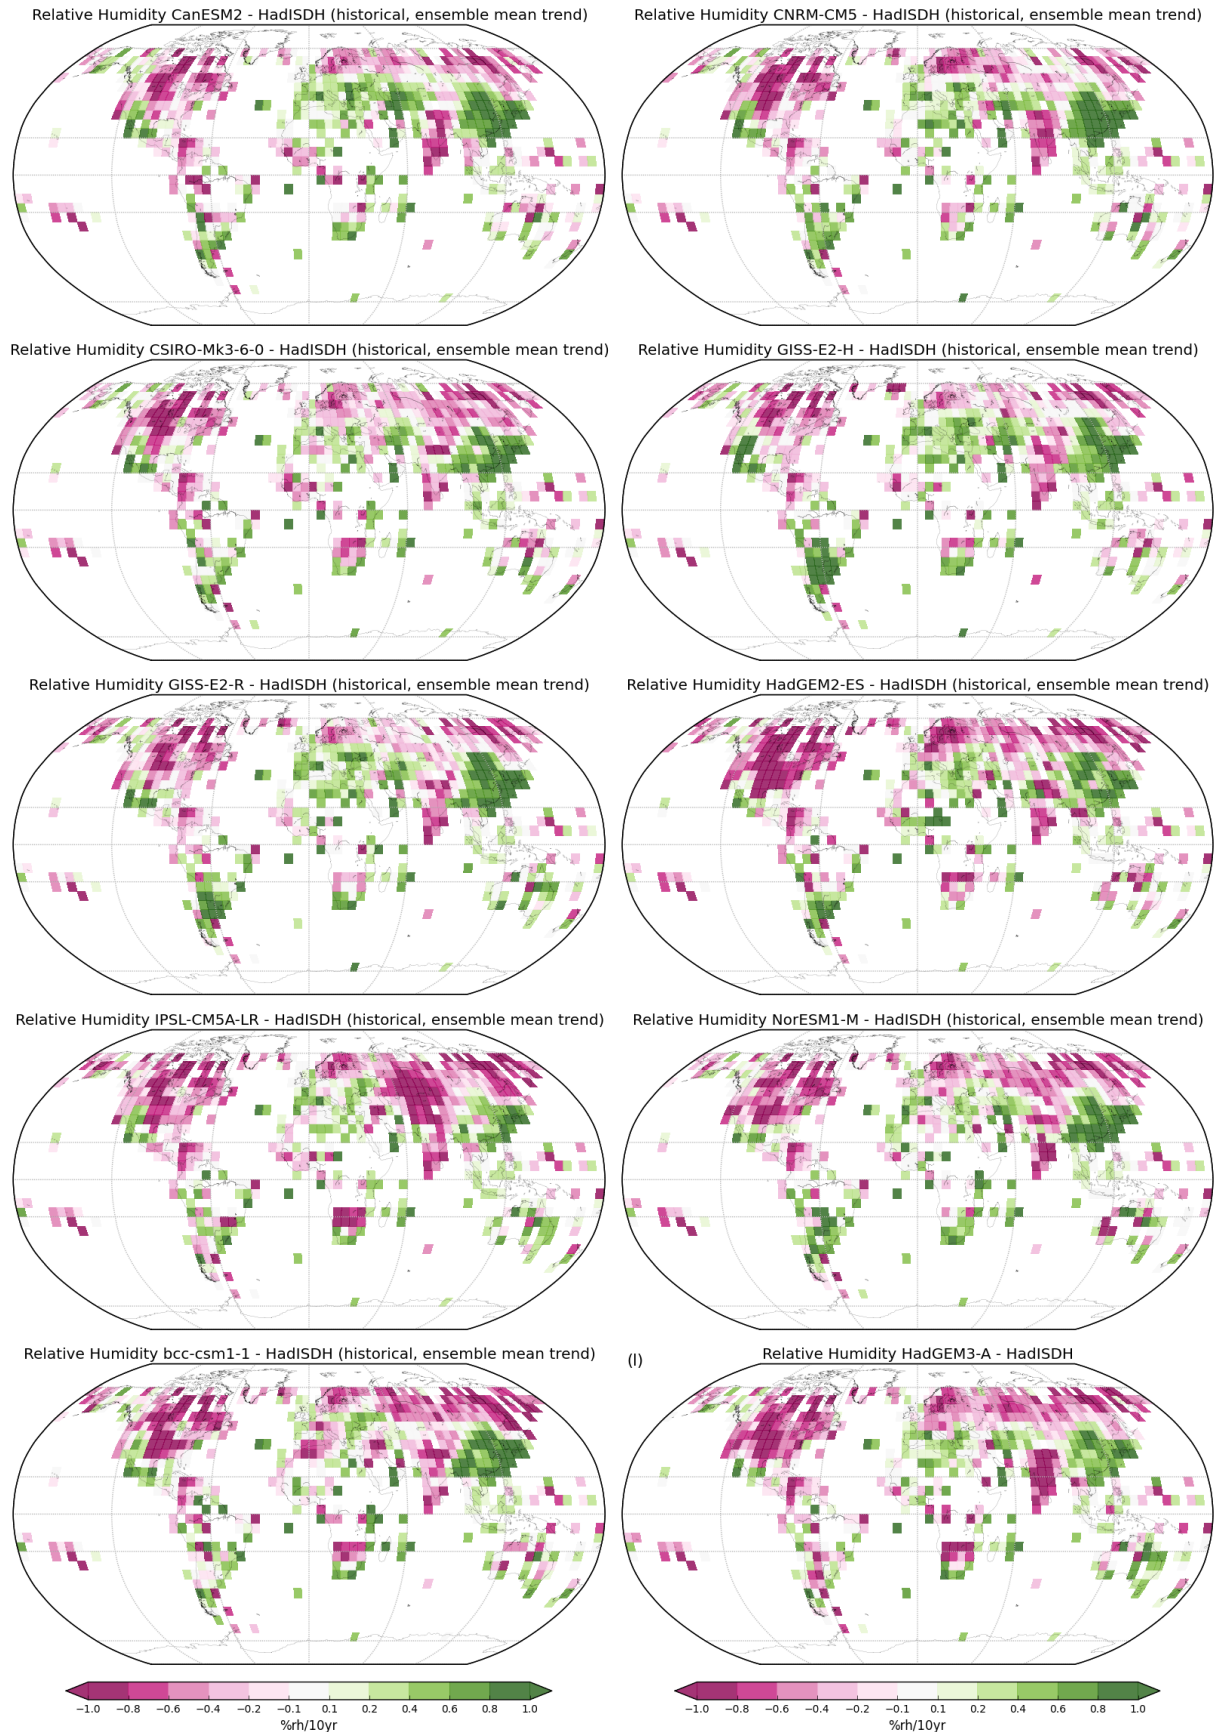 Relative Humidity CanESM2 - HadISDH (historical, ensemble mean trend)
Relative Humidity CNRM-CM5 - HadISDH (historical, ensemble mean trend)
Relative Humidity CSIRO-Mk3-6-0 - HadISDH (historical, ensemble mean trend)
Relative Humidity GISS-E2-H - HadISDH (historical, ensemble mean trend)
Relative Humidity GISS-E2-R - HadISDH (historical, ensemble mean trend)
Relative Humidity HadGEM2-ES - HadISDH (historical, ensemble mean trend)
Relative Humidity IPSL-CM5A-LR - HadISDH (historical, ensemble mean trend)
Relative Humidity NorESM1-M - HadISDH (historical, ensemble mean trend)
Relative Humidity bcc-csm1-1 - HadISDH (historical, ensemble mean trend)
(l) Relative Humidity HadGEM3-A - HadISDH
−1.0 −0.8 −0.6 −0.4 −0.2 −0.1 0.1 0.2 0.4 0.6 0.8 1.0
%rh/10yr
−1.0 −0.8 −0.6 −0.4 −0.2 −0.1 0.1 0.2 0.4 0.6 0.8 1.0
%rh/10yr